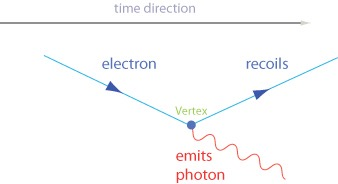 time direction
electron
recoils
Vertex
emits
photon